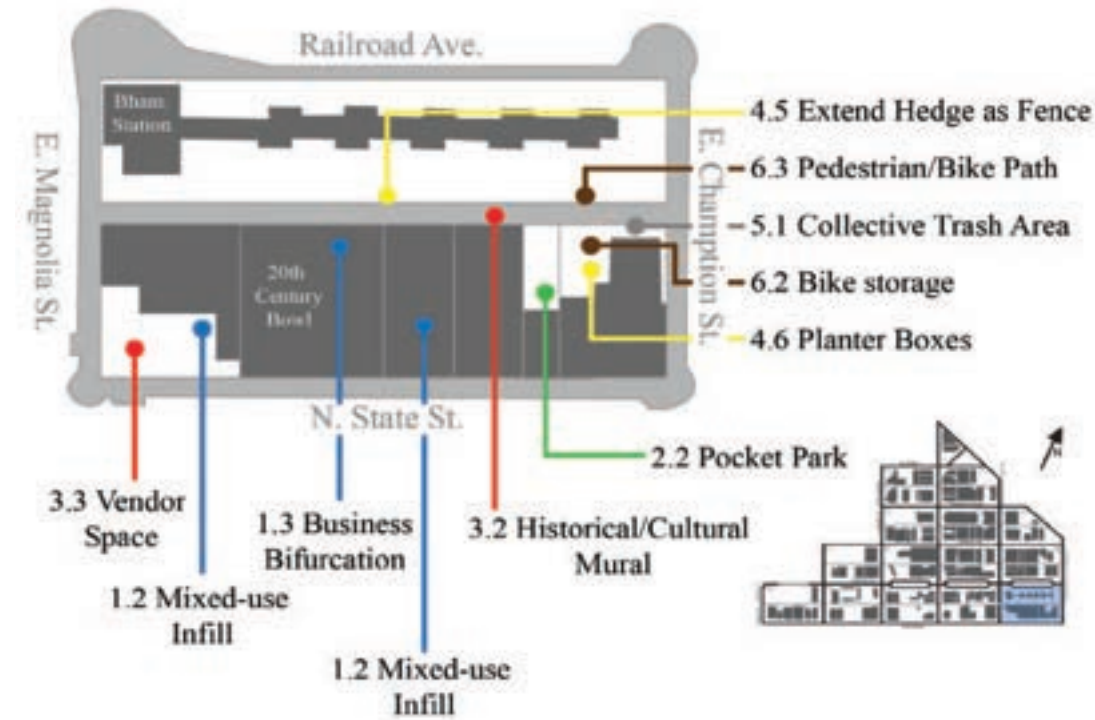 Railroad Ave.
Bham
Station
E. Magnolia St.
E. Chamption St.
4.5 Extend Hedge as Fence
6.3 Pedestrian/Bike Path
5.1 Collective Trash Area
6.2 Bike storage
4.6 Planter Boxes
20th
Century
Bowl
N. State St.
2.2 Pocket Park
3.3 Vendor
Space
1.3 Business
Bifurcation
3.2 Historical/Cultural
Mural
1.2 Mixed-use
Infill
1.2 Mixed-use
Infill
N